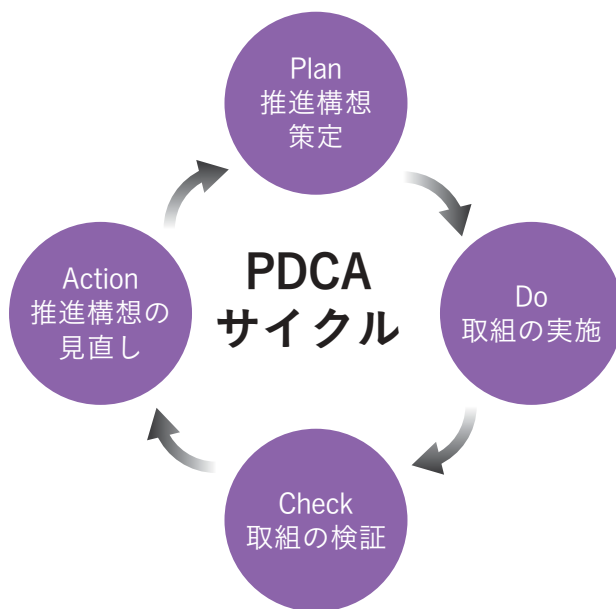 Plan
推進構想
策定
Action
推進構想の
見直し
PDCA
サイクル
Do
取組の実施
Check
取組の検証